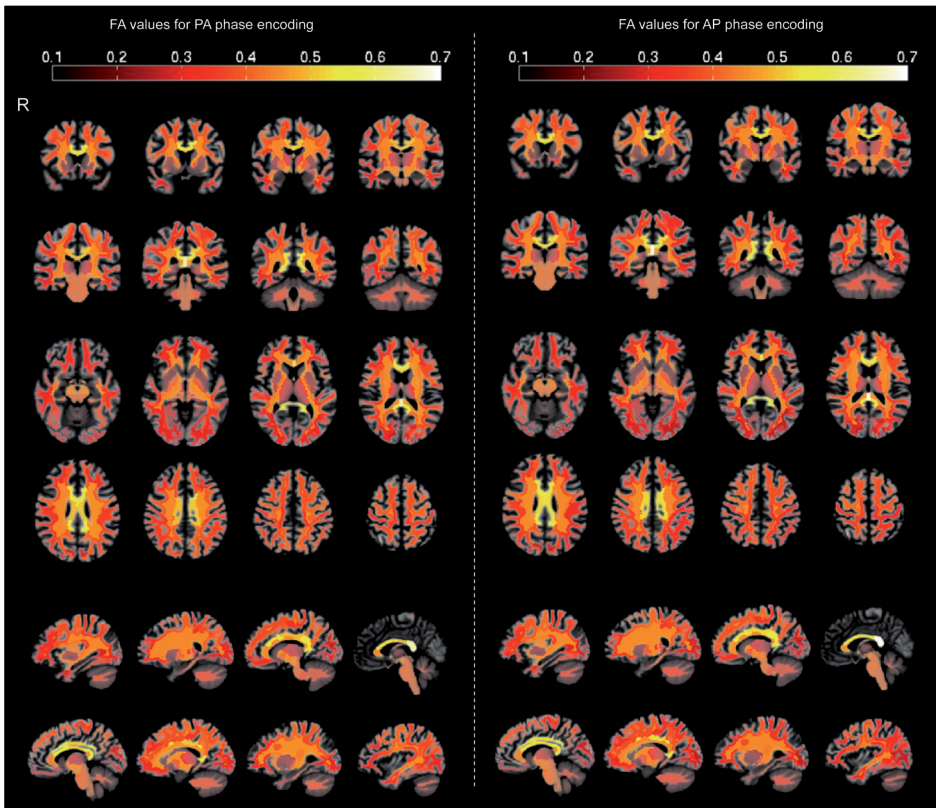 FA values for PA phase encoding
FA values for AP phase encoding
0.1 0.2 0.3 0.4 0.5 0.6 0.7
0.1 0.2 0.3 0.4 0.5 0.6 0.7
R